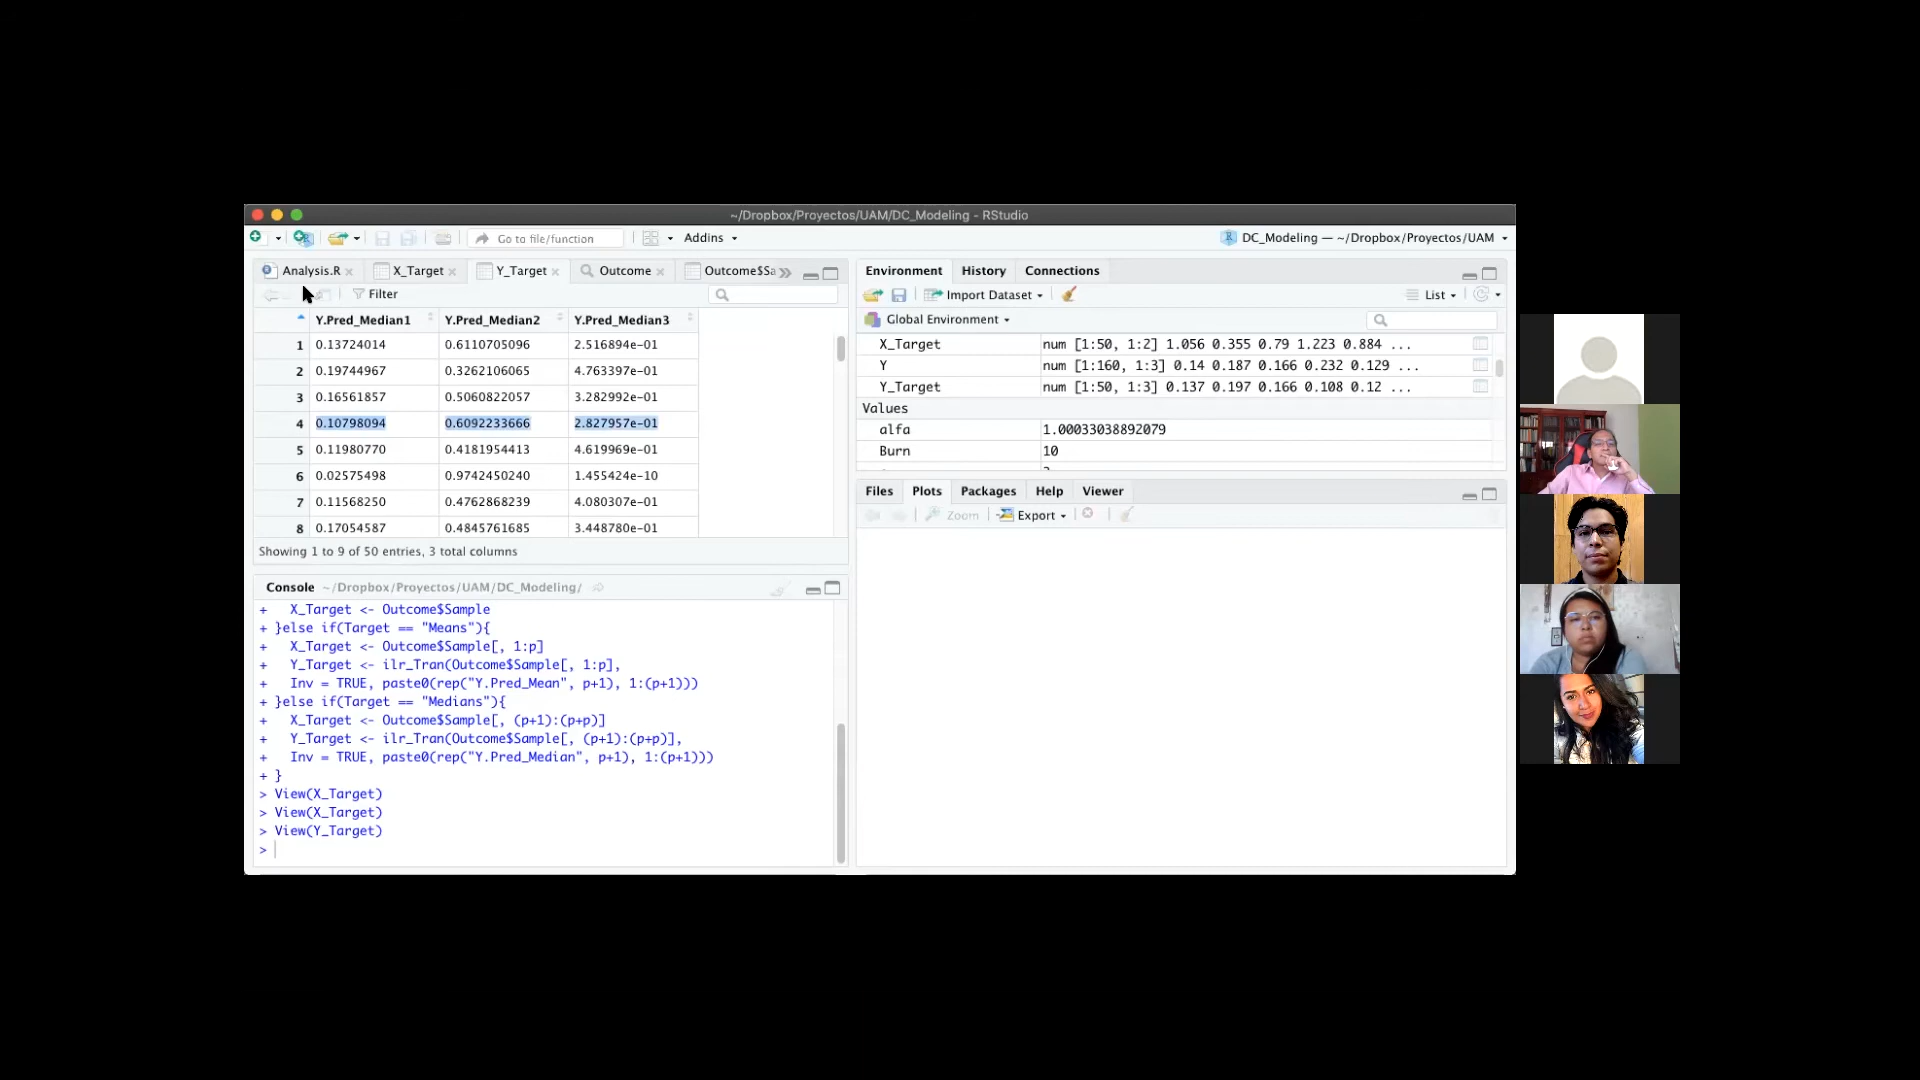 ~/Dropbox/Proyectos/UAM/DC_Modeling - RStudio
Go to file/function
Addins
DC_Modeling — ~/Dropbox/Proyectos/UAM
Analysis.R
X_Target
Y_Target
Outcome
Outcome$Sa
Filter
Y.Pred_Median1 Y.Pred_Median2 Y.Pred_Median3
1 0.13724014 0.6110705096 2.516894e-01
2 0.19744967 0.3262106065 4.763397e-01
3 0.16561857 0.5060822057 3.282992e-01
4 0.10798094 0.6092233666 2.827957e-01
5 0.11980770 0.4181954413 4.619969e-01
6 0.02575498 0.9742450240 1.455424e-10
7 0.11568250 0.4762868239 4.080307e-01
8 0.17054587 0.4845761685 3.448780e-01
Showing 1 to 9 of 50 entries, 3 total columns
Console ~/Dropbox/Proyectos/UAM/DC_Modeling/
+ X_Target <- Outcome$Sample
+ }else if(Target == "Means"){
+ X_Target <- Outcome$Sample[, 1:p]
+ Y_Target <- ilr_Tran(Outcome$Sample[, 1:p],
+ Inv = TRUE, paste0(rep("Y.Pred_Mean", p+1), 1:(p+1)))
+ }else if(Target == "Medians"){
+ X_Target <- Outcome$Sample[, (p+1):(p+p)]
+ Y_Target <- ilr_Tran(Outcome$Sample[, (p+1):(p+p)],
+ Inv = TRUE, paste0(rep("Y.Pred_Median", p+1), 1:(p+1)))
+ }
> View(X_Target)
> View(X_Target)
> View(Y_Target)
>
Environment History Connections
Import Dataset
List
Global Environment
X_Target num [1:50, 1:2] 1.056 0.355 0.79 1.223 0.884 ...
Y num [1:160, 1:3] 0.14 0.187 0.166 0.232 0.129 ...
Y_Target num [1:50, 1:3] 0.137 0.197 0.166 0.108 0.12 ...
Values
alfa 1.00033038892079
Burn 10
Files Plots Packages Help Viewer
Zoom
Export